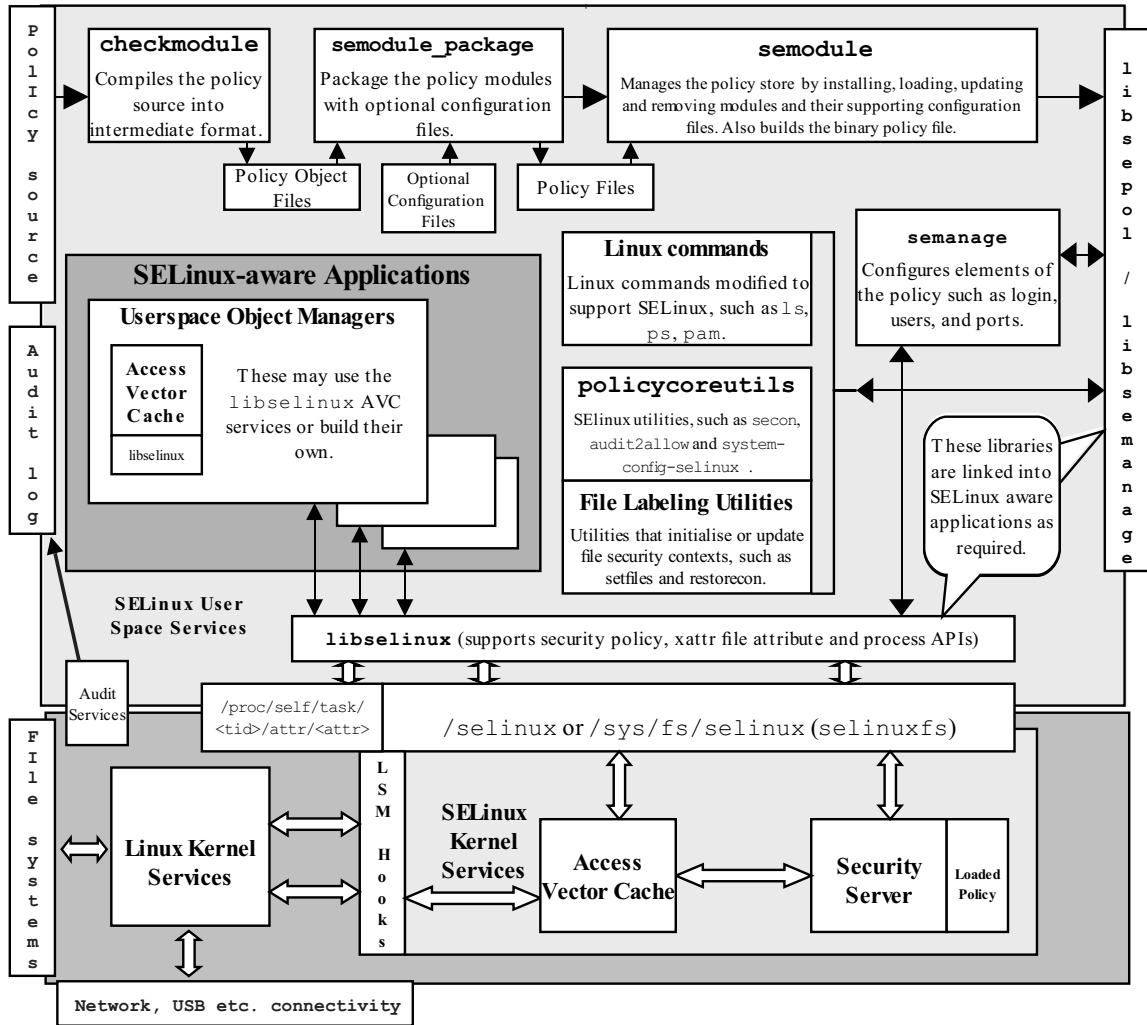 Policy source
checkmodule
Compiles the policy
source into
intermediate format.
semodule_package
Package the policy modules
with optional configuration
files.
semodule
Manages the policy store by installing, loading, updating
and removing modules and their supporting configuration
files. Also builds the binary policy file.
libsepol / libsemanage
Policy Object
Files
Optional
Configuration
Files
Policy Files
SELinux-aware Applications
Userspace Object Managers
Access
Vector
Cache
libselinux
These may use the
libselinux AVC
services or build their
own.
Linux commands
Linux commands modified to
support SELinux, such as ls,
ps, pam.
semanage
Configures elements of
the policy such as login,
users, and ports.
Audit log
policycoreutils
SElinux utilities, such as secon,
audit2allow and system-
config-selinux .
File Labeling Utilities
Utilities that initialise or update
file security contexts, such as
setfiles and restorecon.
These libraries
are linked into
SELinux aware
applications as
required.
SELinux User
Space Services
libselinux (supports security policy, xattr file attribute and process APIs)
Audit
Services
/proc/self/task/
<tid>/attr/<attr>
/selinux or /sys/fs/selinux (selinuxfs)
FIle systems
Linux Kernel
Services
LSM Hooks
SELinux
Kernel
Services
Access
Vector Cache
Security
Server
Loaded
Policy
Network, USB etc. connectivity